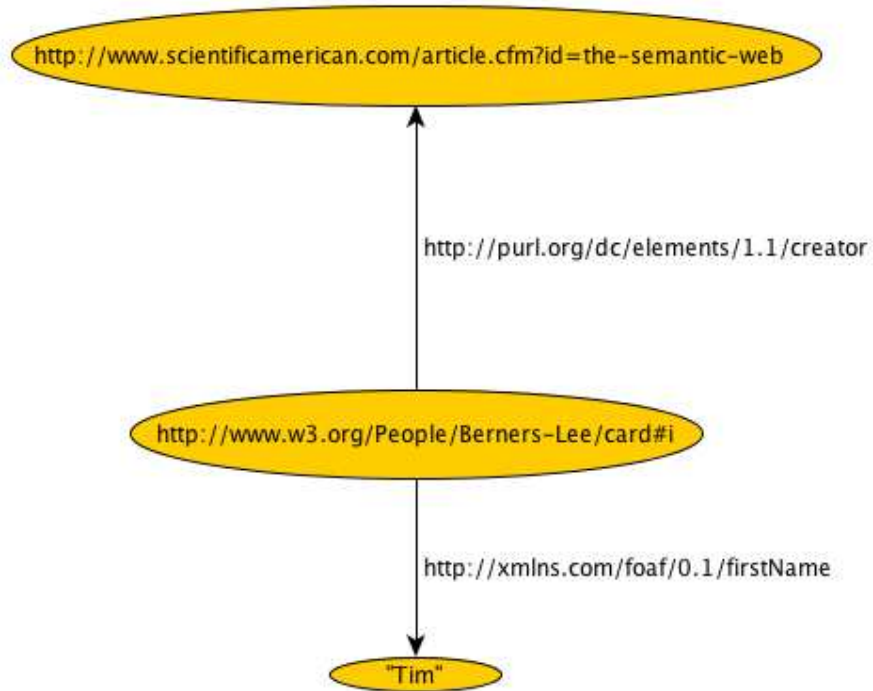 http://www.scientificamerican.com/article.cfm?id=the-semantic-web
http://purl.org/dc/elements/1.1/creator
http://www.w3.org/People/Berners-Lee/card#i
http://xmlns.com/foaf/0.1/firstName
"Tim"